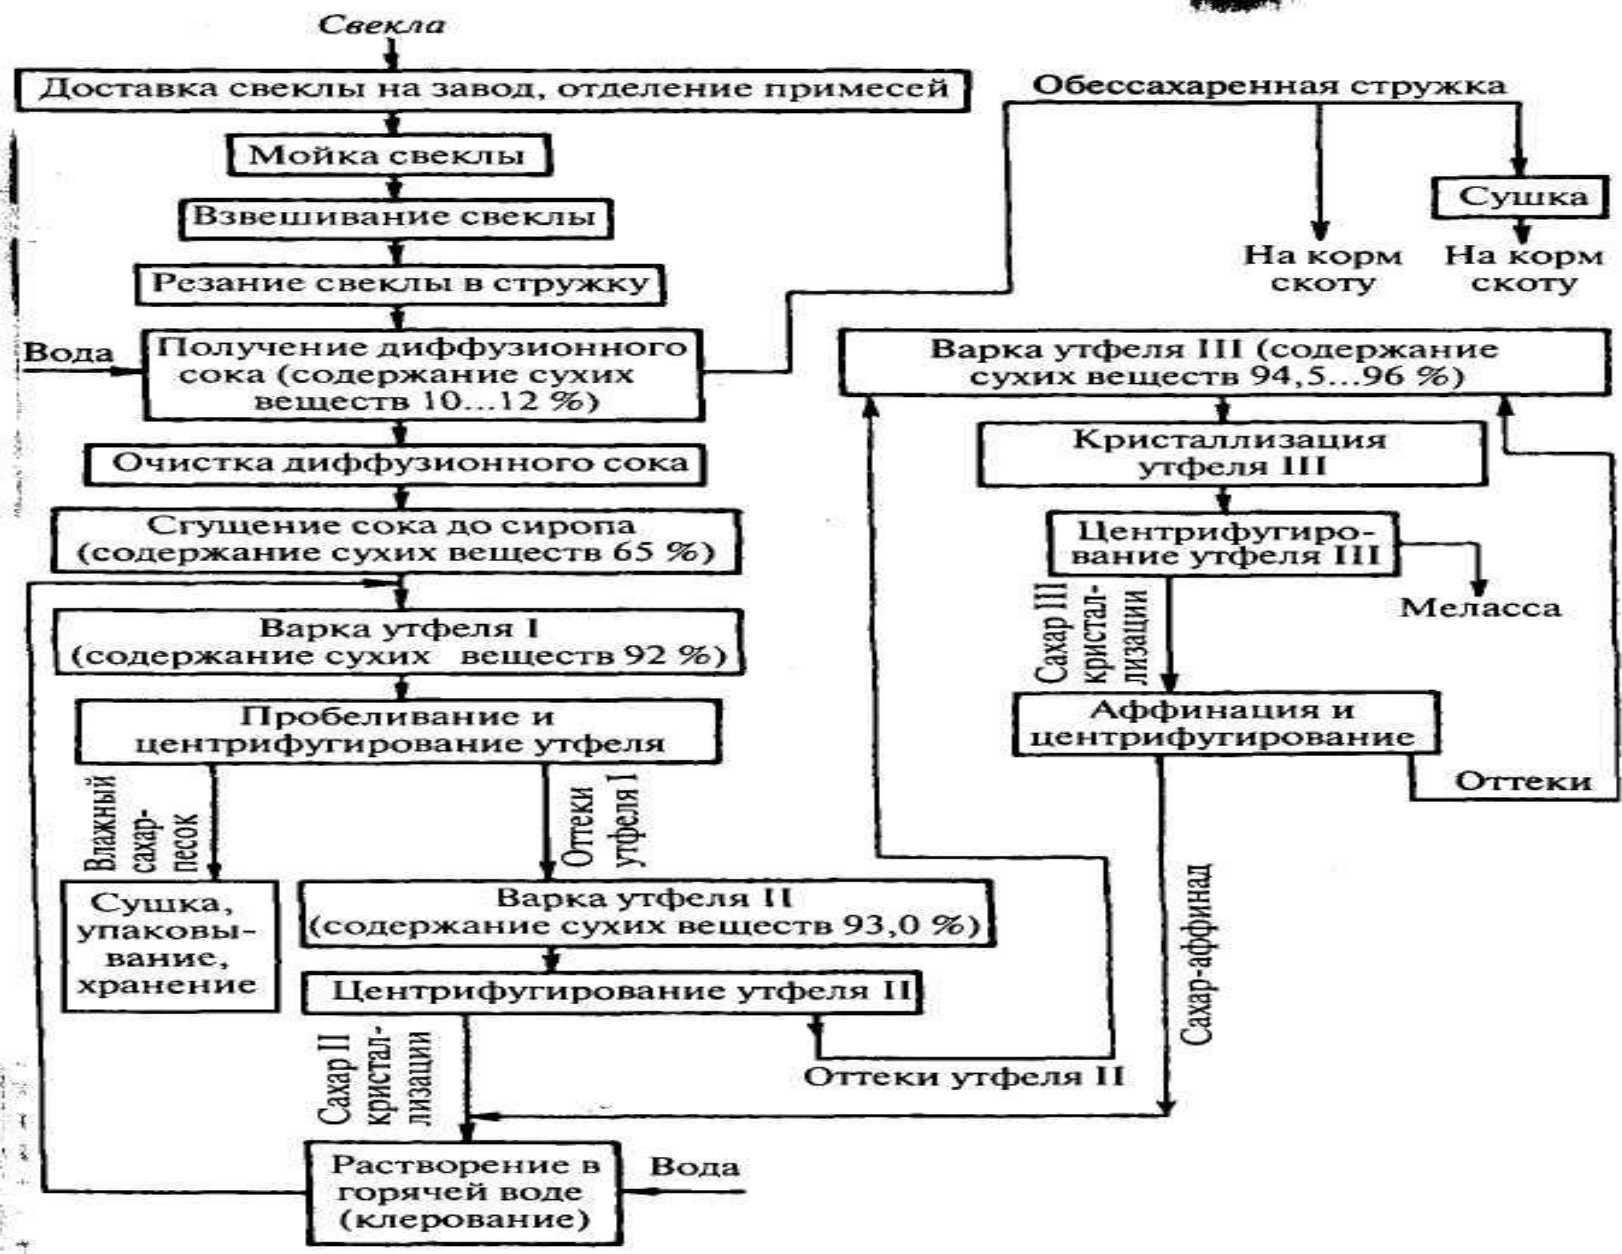 Свекла
Доставка свеклы на завод, отделение примесей
Мойка свеклы
Взвешивание свеклы
Резание свеклы в стружку
Вода
Получение диффузионного
сока (содержание сухих
веществ 10...12 %)
Очистка диффузионного сока
Сгущение сока до сиропа
(содержание сухих веществ 65 %)
Варка утфеля I
(содержание сухих веществ 92 %)
Пробеливание и
центрифугирование утфеля
Влажный
сахар-
песок
Оттеки
утфеля I
Сушка,
упаковы-
вание,
хранение
Варка утфеля II
(содержание сухих веществ 93,0 %)
Центрифугирование утфеля II
Сахар II
кристал-
лизации
Оттеки утфеля II
Растворение в
горячей воде
(клерование)
Вода
Обессахаренная стружка
Сушка
На корм
скоту
На корм
скоту
Варка утфеля III (содержание
сухих веществ 94,5...96 %)
Кристаллизация
утфеля III
Центрифугиро-
вание утфеля III
Меласса
Сахар III
кристал-
лизации
Аффинация и
центрифугирование
Оттеки
Сахар-аффинад